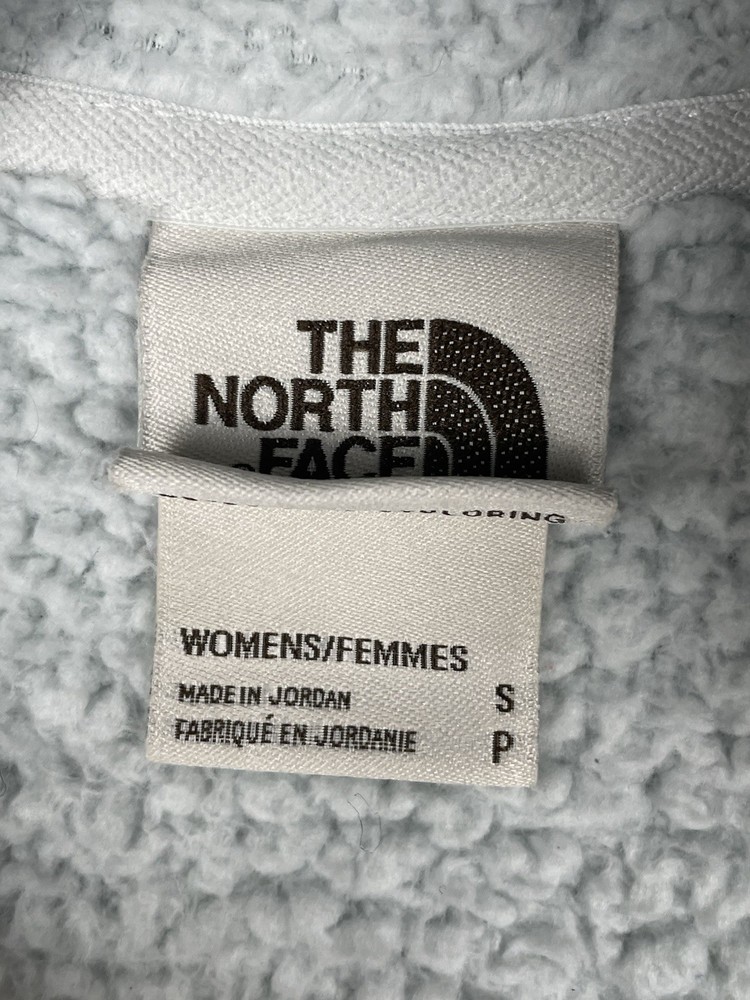 THE
NORTH
FACE
WOMENS/FEMMES
MADE IN JORDAN S
FABRIQUÉ EN JORDANIE P